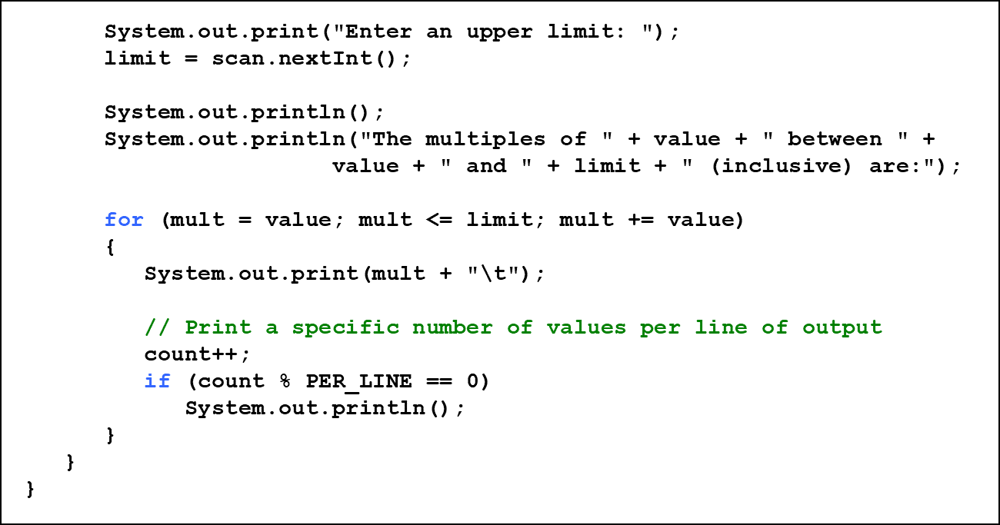 System.out.print("Enter an upper limit: ");
limit = scan.nextInt();
System.out.println();
System.out.println("The multiples of " + value + " between " +
value + " and " + limit + " (inclusive) are:");
for (mult = value; mult <= limit; mult += value)
{
System.out.print(mult + "\t");
// Print a specific number of values per line of output
count++;
if (count % PER_LINE == 0)
System.out.println();
}
}
}